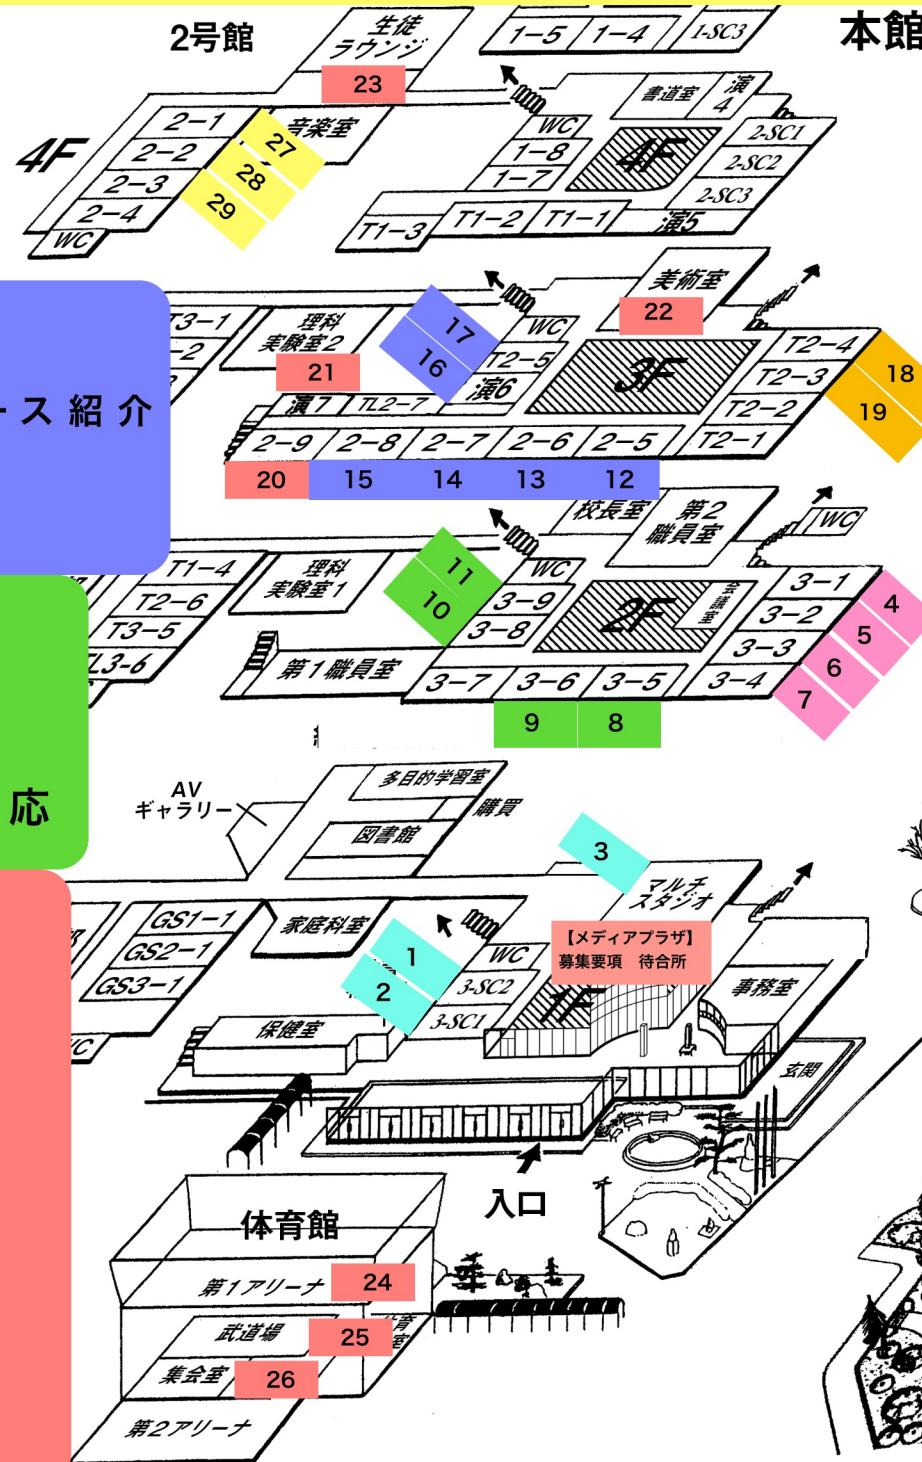 2号館
本館
生徒
ラウンジ
23
1-5
1-4
1-SC3
4F
2-1
2-2
2-3
2-4
WC
音楽室
27
28
29
書道室
演4
WC
1-8
1-7
4F
2-SC1
2-SC2
2-SC3
T1-3
T1-2
T1-1
演5
ース紹介
T3-1
-2
理科
実験室2
21
17
16
WC
T2-5
演6
美術室
22
3F
T2-4
T2-3
T2-2
T2-1
18
19
演7
TL2-7
2-9
2-8
2-7
2-6
2-5
20
15
14
13
12
校長室
第2
職員室
WC
T1-4
T2-6
T3-5
L3-6
理科
実験室1
11
10
WC
3-9
3-8
2F
会議室
3-1
3-2
3-3
3-4
4
5
6
7
第1職員室
3-7
3-6
3-5
9
8
応
AV
ギャラリー
多目的学習室
購買
図書館
3
マルチ
スタジオ
GS1-1
GS2-1
GS3-1
家庭科室
1
2
WC
3-SC2
3-SC1
【メディアプラザ】
募集要項 待合所
1F
事務室
保健室
玄関
入口
体育館
第1アリーナ
24
武道場
25
育
室
集会室
26
第2アリーナ